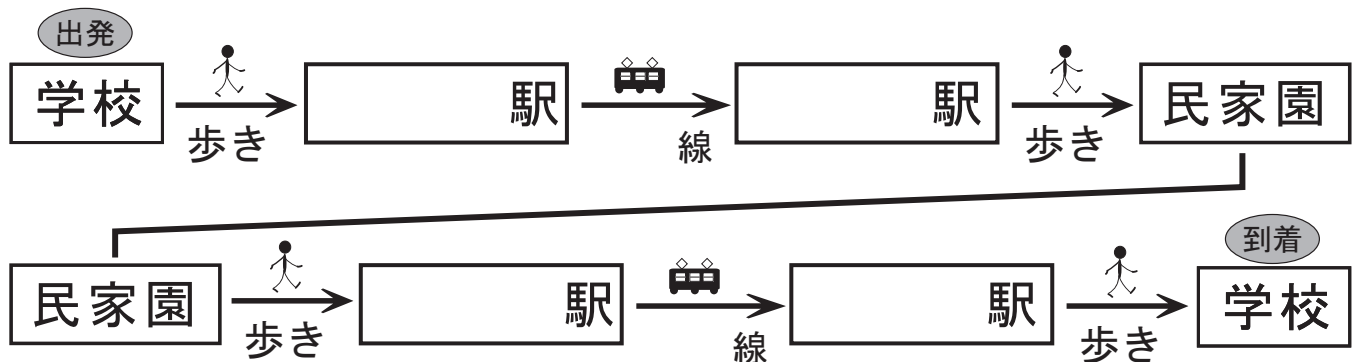 出発
学校 歩き 駅 線 駅 歩き 民家園
到着
民家園 歩き 駅 線 駅 歩き 学校